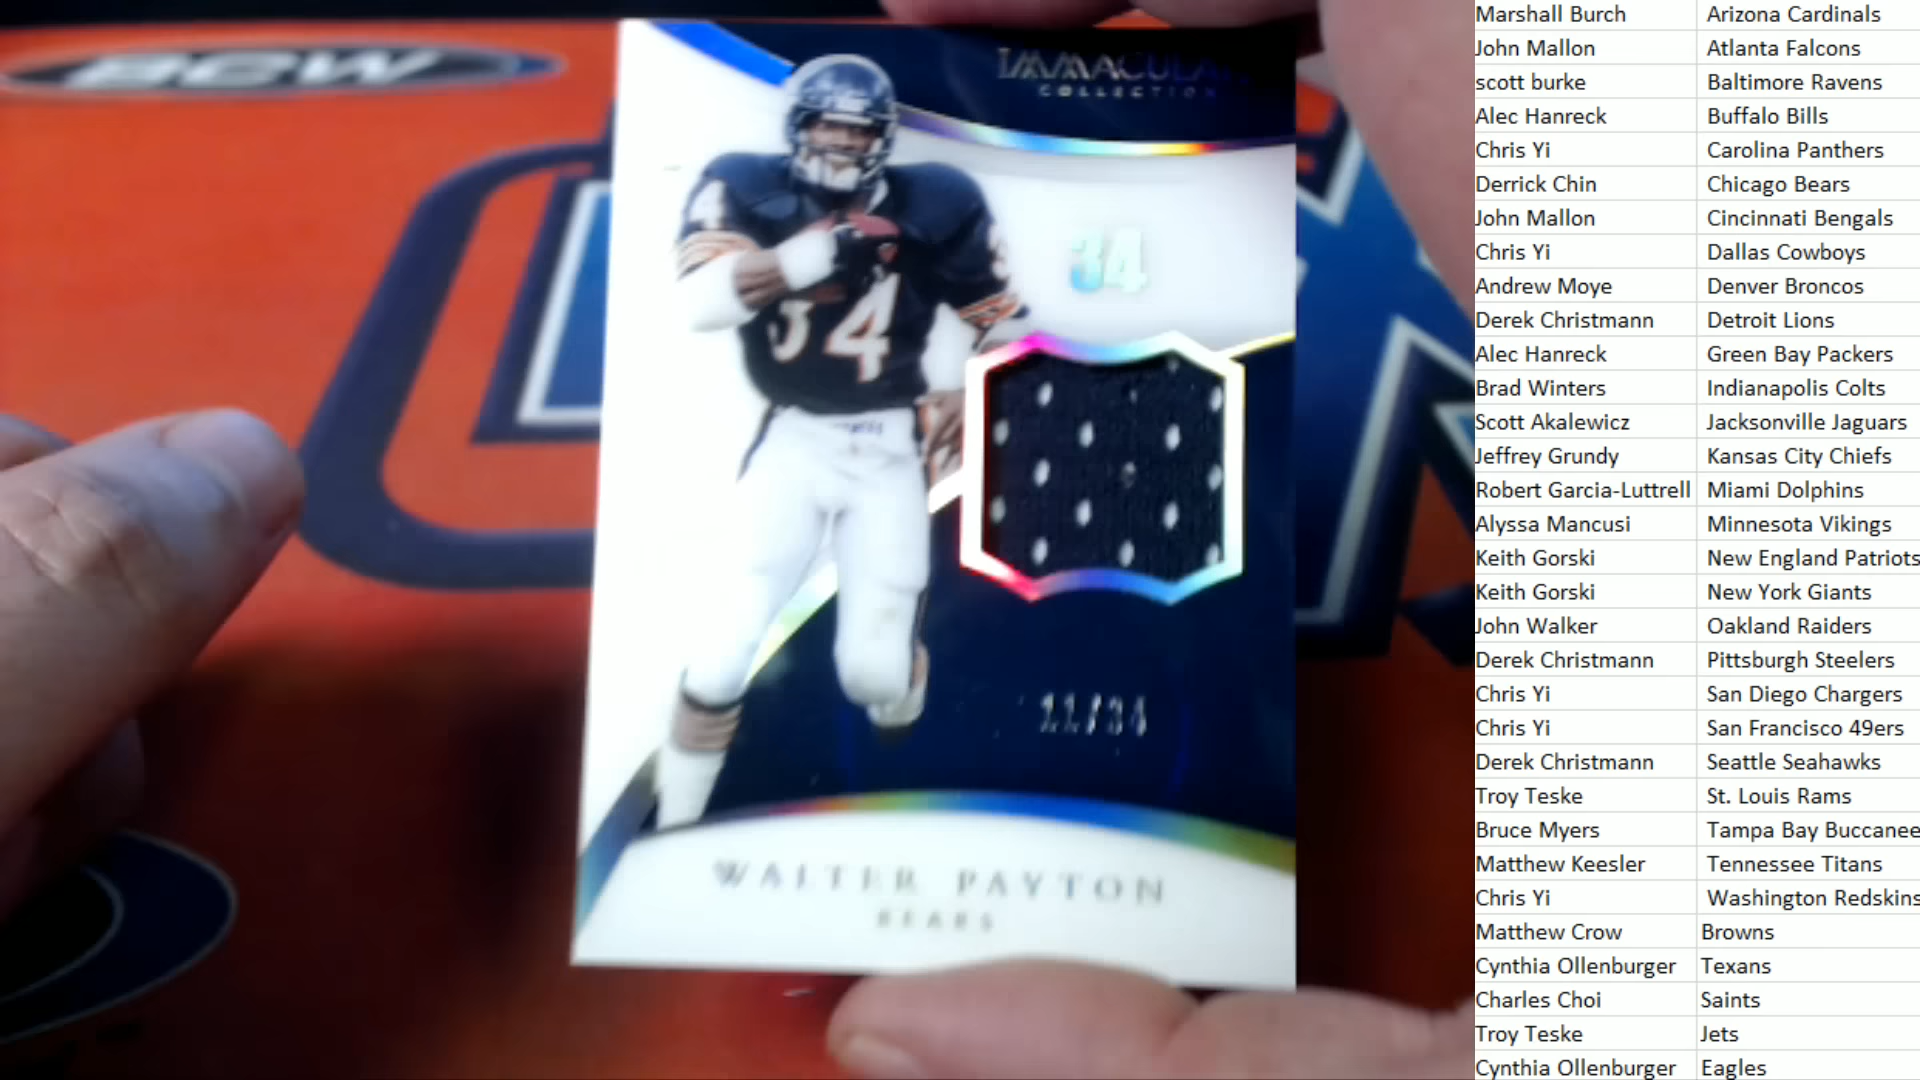 BCW
IMMACULATE
COLLECTION
34
34
4
11/34
WALTER PAYTON
BEARS
Marshall Burch Arizona Cardinals
John Mallon Atlanta Falcons
scott burke Baltimore Ravens
Alec Hanreck Buffalo Bills
Chris Yi Carolina Panthers
Derrick Chin Chicago Bears
John Mallon Cincinnati Bengals
Chris Yi Dallas Cowboys
Andrew Moye Denver Broncos
Derek Christmann Detroit Lions
Alec Hanreck Green Bay Packers
Brad Winters Indianapolis Colts
Scott Akalewicz Jacksonville Jaguars
Jeffrey Grundy Kansas City Chiefs
Robert Garcia-Luttrell Miami Dolphins
Alyssa Mancusi Minnesota Vikings
Keith Gorski New England Patriots
Keith Gorski New York Giants
John Walker Oakland Raiders
Derek Christmann Pittsburgh Steelers
Chris Yi San Diego Chargers
Chris Yi San Francisco 49ers
Derek Christmann Seattle Seahawks
Troy Teske St. Louis Rams
Bruce Myers Tampa Bay Buccanee
Matthew Keesler Tennessee Titans
Chris Yi Washington Redskins
Matthew Crow Browns
Cynthia Ollenburger Texans
Charles Choi Saints
Troy Teske Jets
Cynthia Ollenburger Eagles